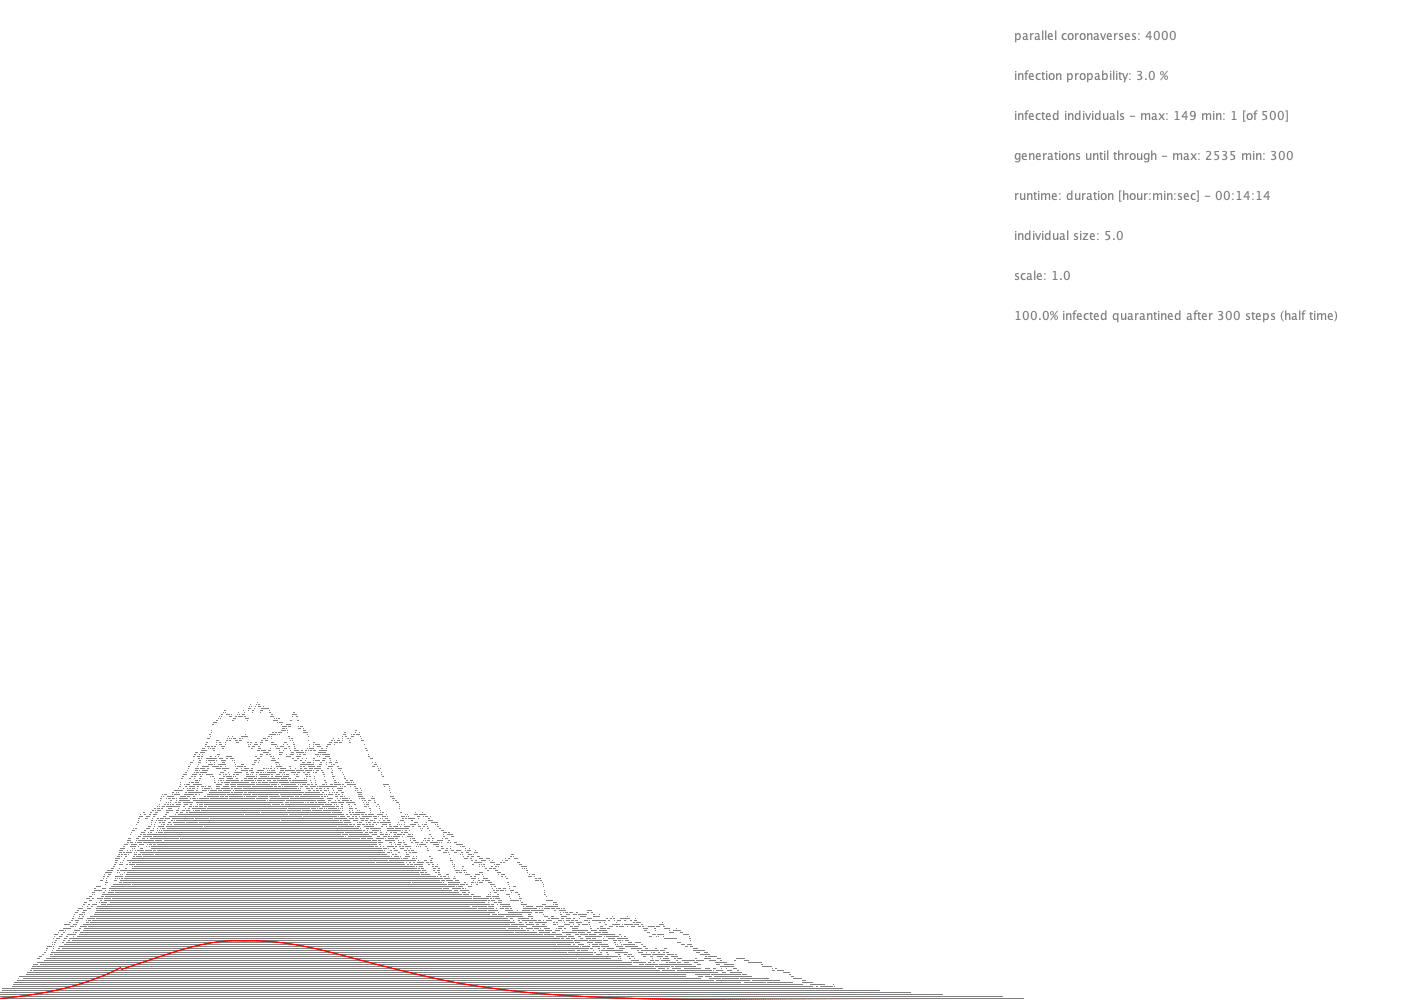 parallel coronaverses: 4000
infection propability: 3.0 %
infected individuals – max: 149 min: 1 [of 500]
generations until through – max: 2535 min: 300
runtime: duration [hour:min:sec] – 00:14:14
individual size: 5.0
scale: 1.0
100.0% infected quarantined after 300 steps (half time)